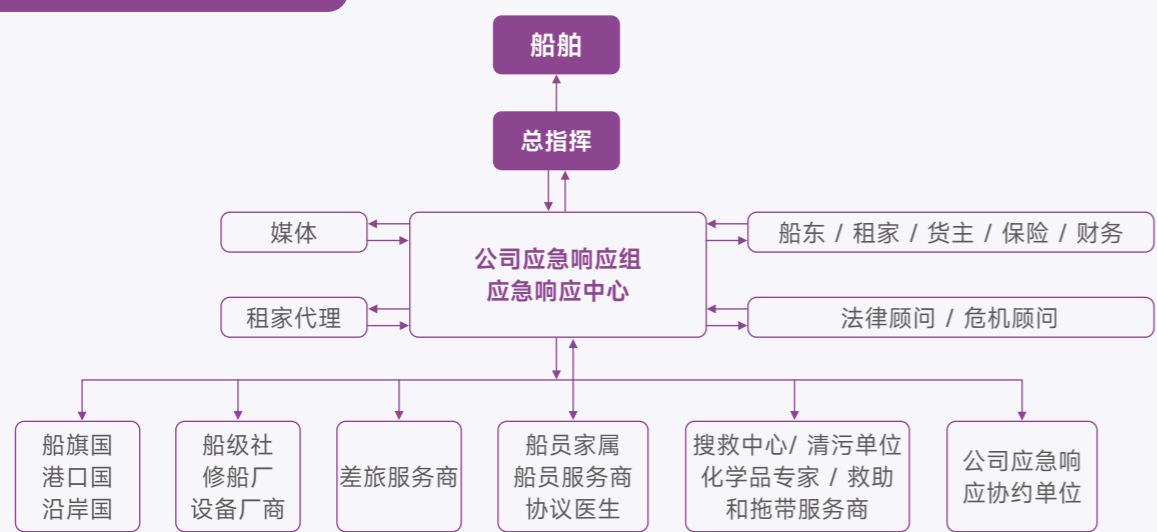 船舶
总指挥
媒体
公司应急响应组
应急响应中心
船东 / 租家 / 货主 / 保险 / 财务
租家代理
法律顾问 / 危机顾问
船旗国
港口国
沿岸国
船级社
修船厂
设备厂商
差旅服务商
船员家属
船员服务商
协议医生
搜救中心/ 清污单位
化学品专家 / 救助
和拖带服务商
公司应急响
应协约单位